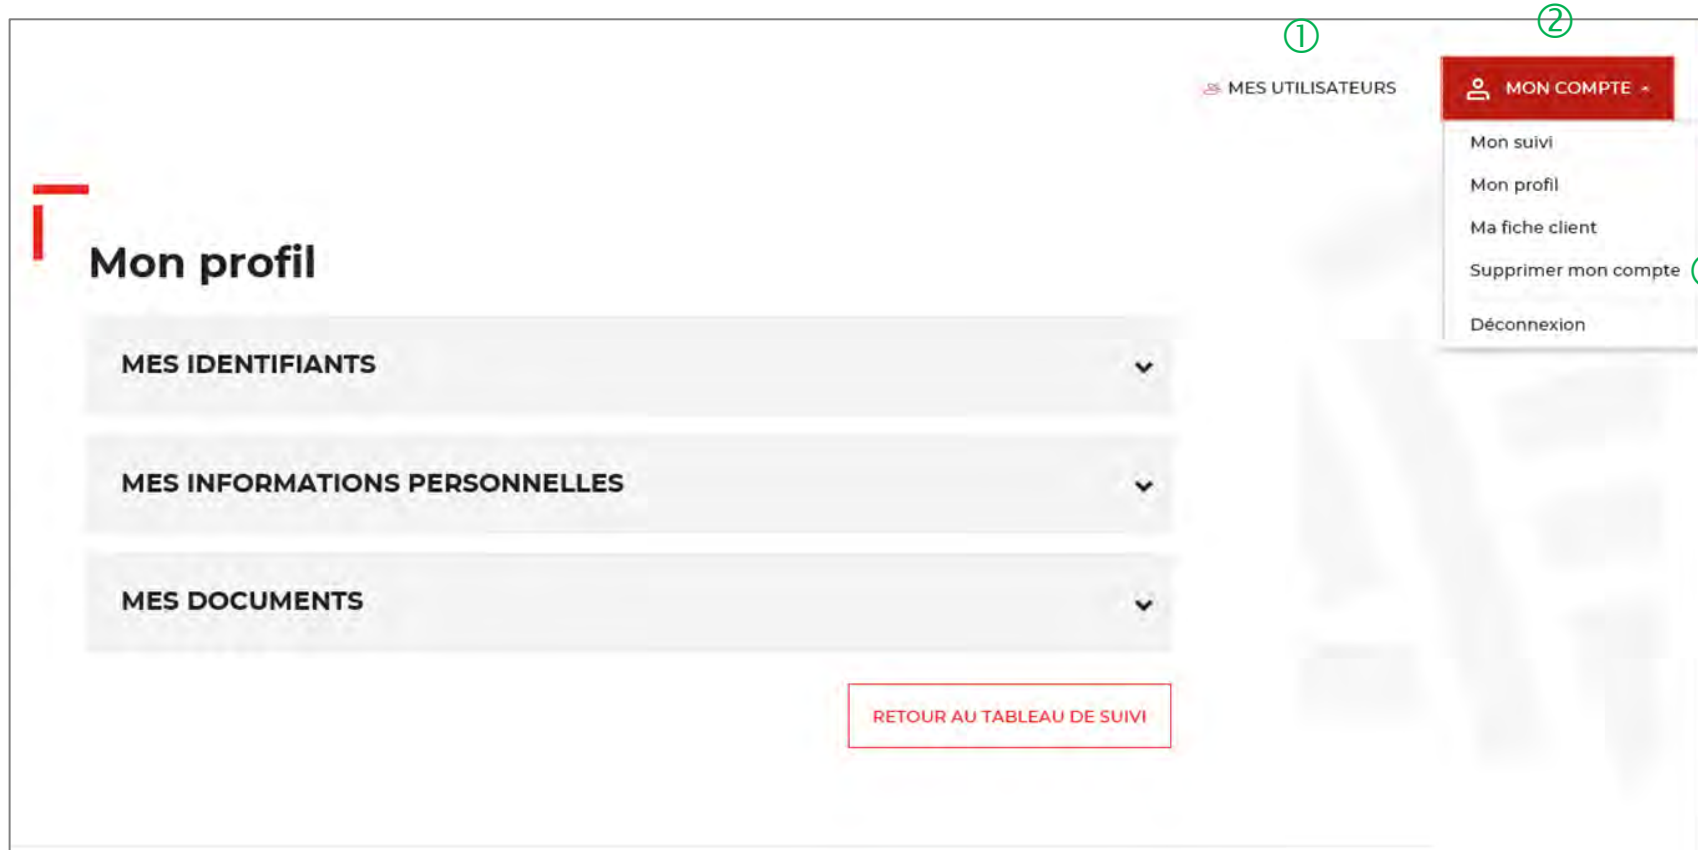 ①
②
MES UTILISATEURS
MON COMPTE
Mon suivi
Mon profil
Ma fiche client
Supprimer mon compte
Déconnexion
Mon profil
MES IDENTIFIANTS
MES INFORMATIONS PERSONNELLES
MES DOCUMENTS
RETOUR AU TABLEAU DE SUIVI